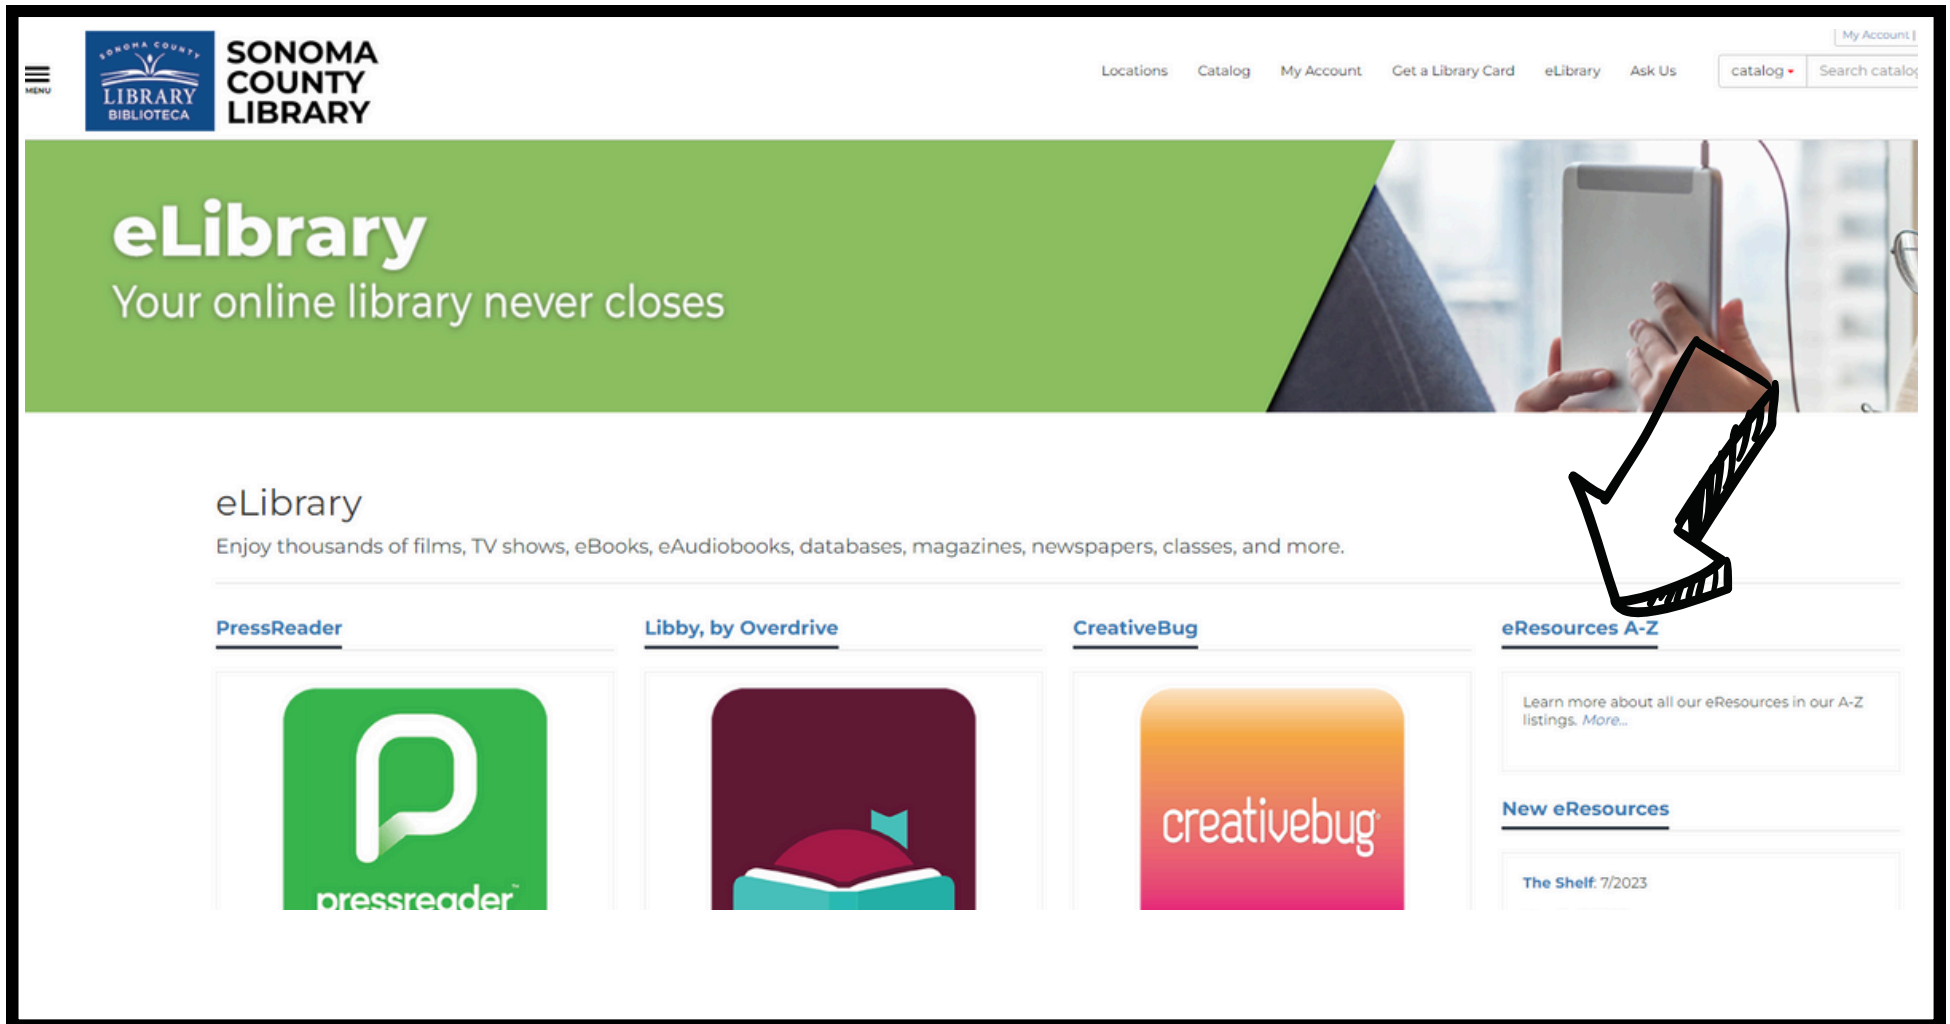 My Account |
MENU
SONOMA COUNTY
LIBRARY
BIBLIOTECA
SONOMA
COUNTY
LIBRARY
Locations Catalog My Account Get a Library Card eLibrary Ask Us catalog Search catalog
eLibrary
Your online library never closes
eLibrary
Enjoy thousands of films, TV shows, eBooks, eAudiobooks, databases, magazines, newspapers, classes, and more.
PressReader Libby, by Overdrive CreativeBug eResources A-Z
Learn more about all our eResources in our A-Z
listings. More...
creativebug
New eResources
The Shelf: 7/2023
pressreader